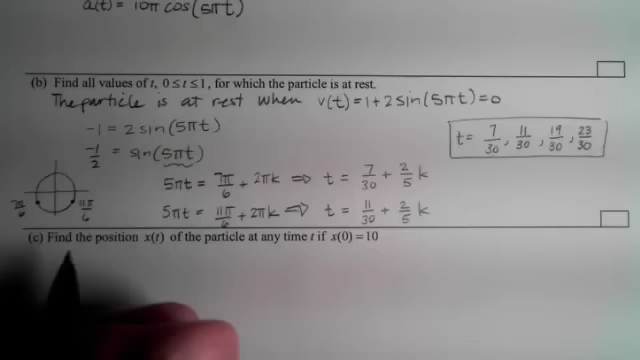 a(t) = 10π cos(5πt)
(b) Find all values of t, 0 ≤ t ≤ 1, for which the particle is at rest.
The particle is at rest when v(t) = 1 + 2 sin(5πt) = 0
-1 = 2 sin(5πt)
-1/2 = sin(5πt)
t = 7/30, 11/30, 19/30, 23/30
5πt = 7π/6 + 2πk ⇒ t = 7/30 + 2/5 k
7π/6 11π/6
5πt = 11π/6 + 2πk ⇒ t = 11/30 + 2/5 k
(c) Find the position x(t) of the particle at any time t if x(0) = 10